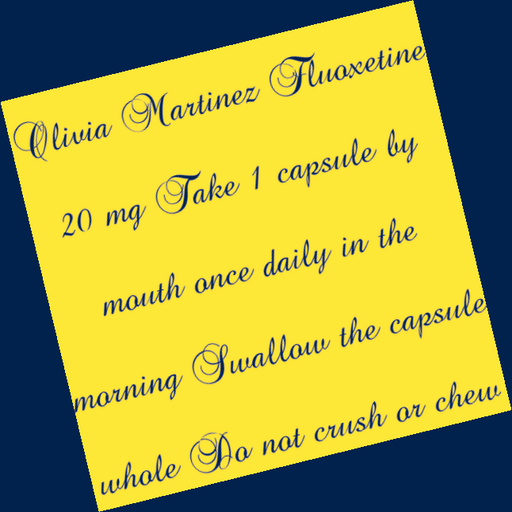 Olivia Martinez Fluoxetine
20 mg Take 1 capsule by
mouth once daily in the
morning Swallow the capsule
whole Do not crush or chew